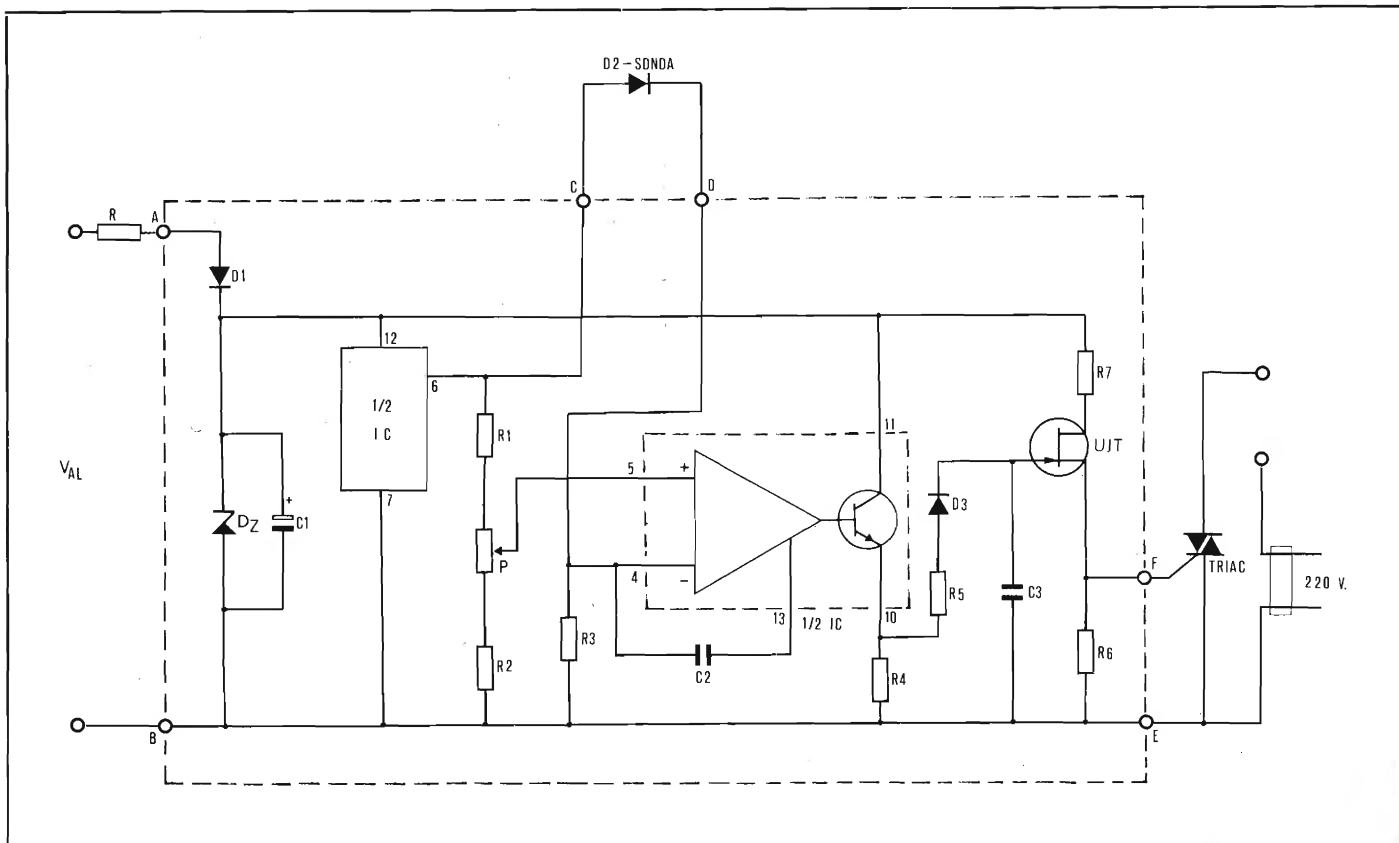 D2-SONDA
C
D
R
A
D1
12
6
R7
1/2
IC
R1
11
UJT
VAL
7
5
+
D3
DZ
+
C1
P
4
-
F
TRIAC
R5
C3
220 V.
13
1/2 IC
10
R3
R2
C2
R4
R6
B
E